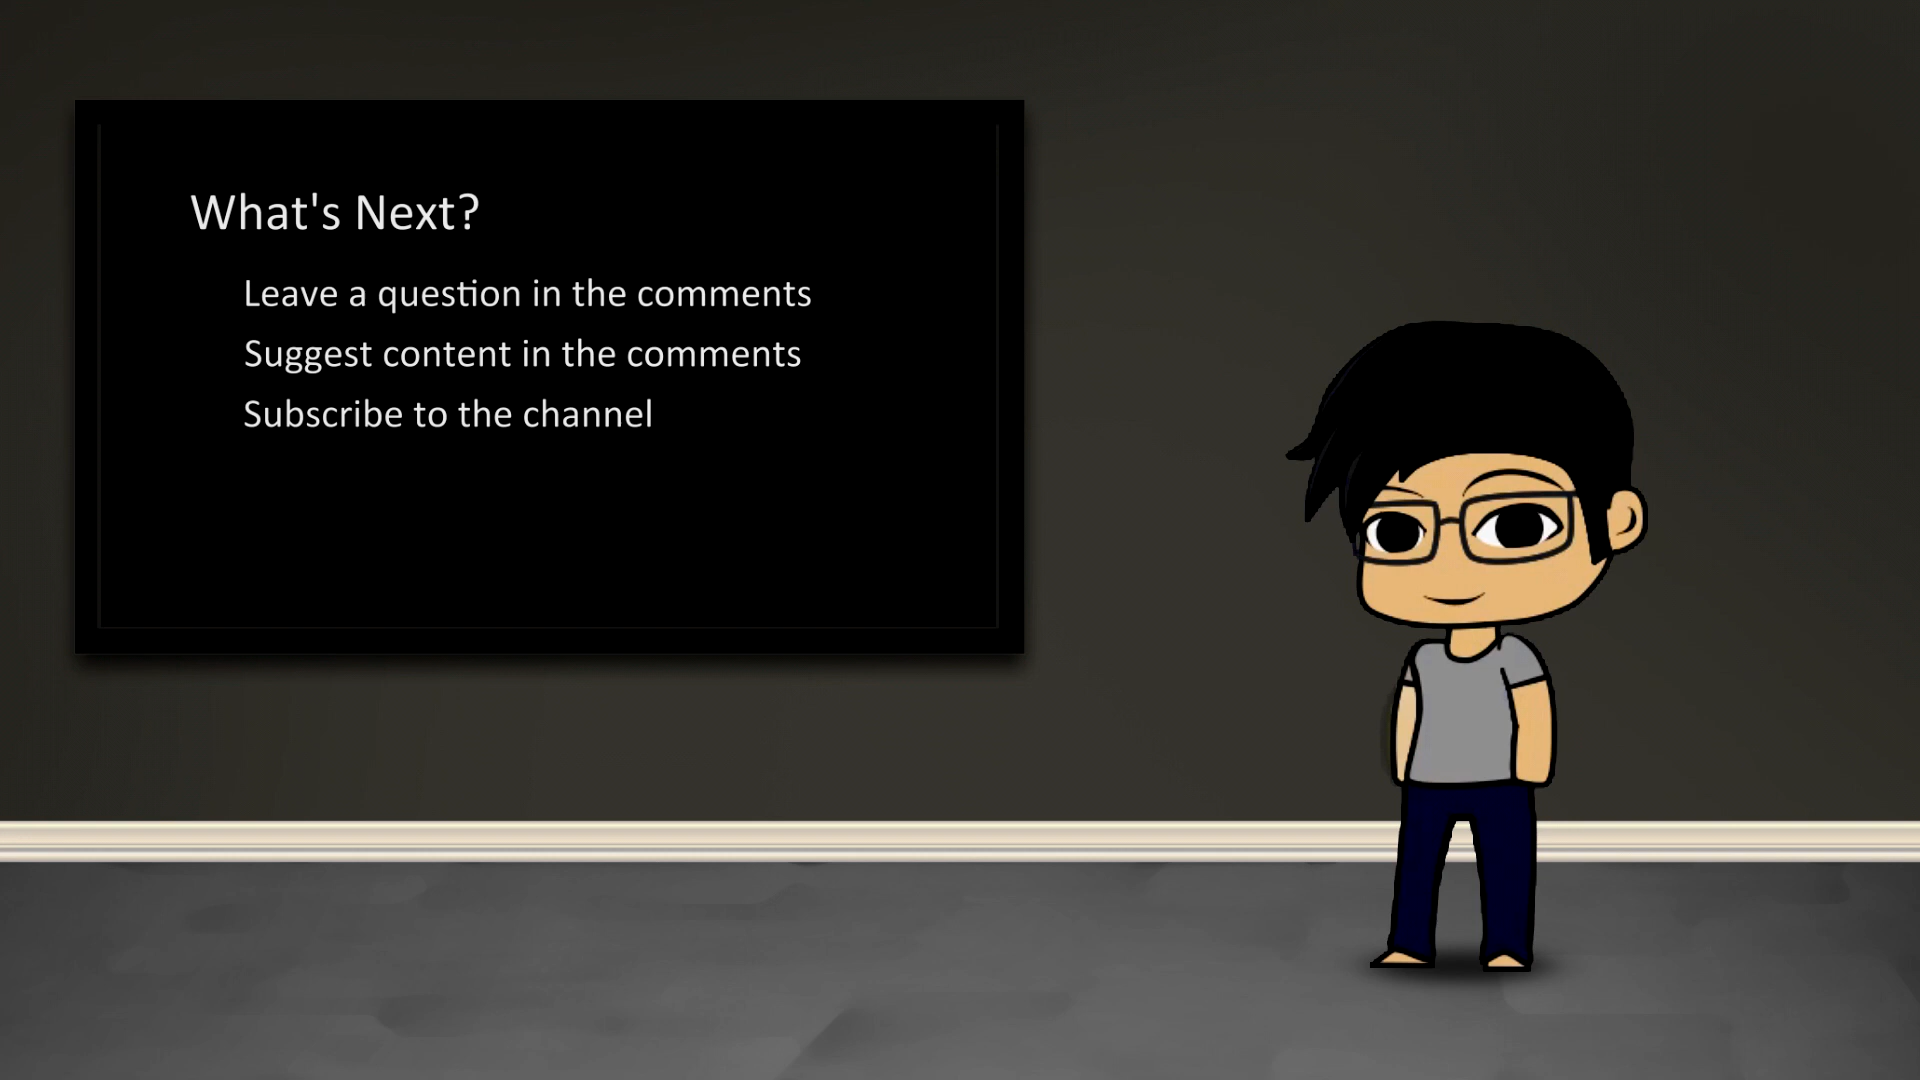 What's Next?
Leave a question in the comments
Suggest content in the comments
Subscribe to the channel